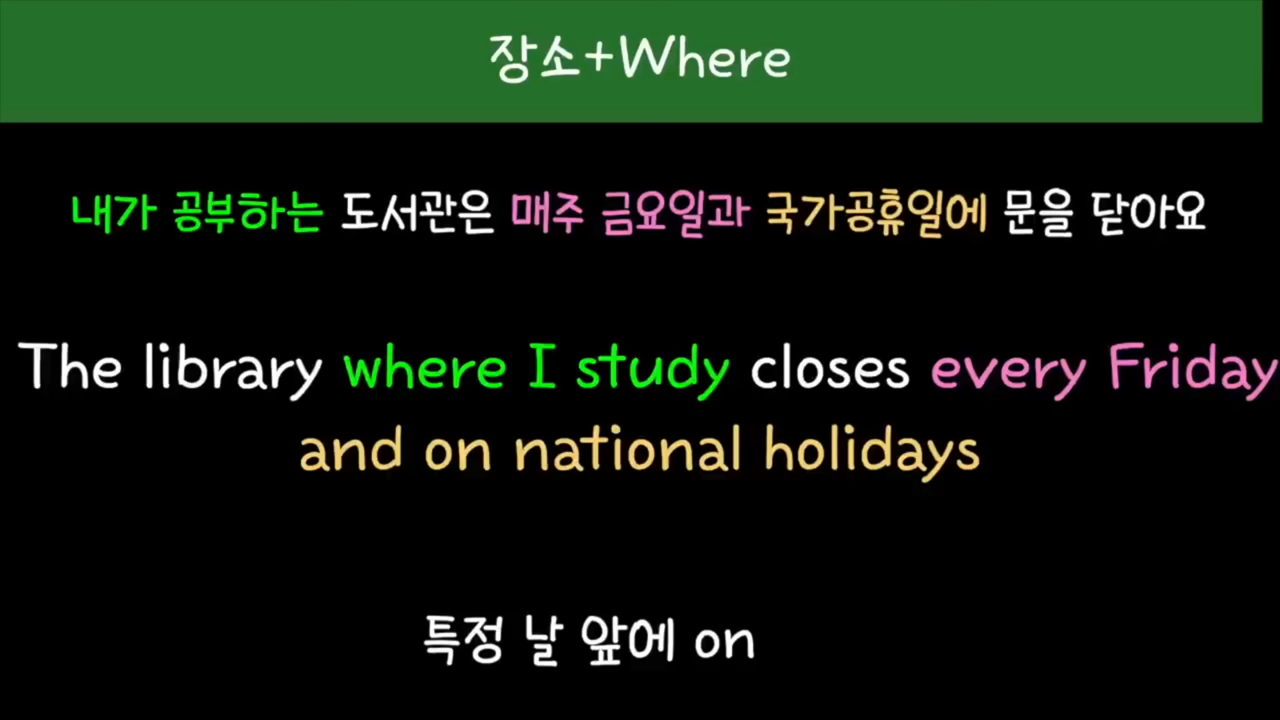 장소+Where
내가 공부하는 도서관은 매주 금요일과 국가공휴일에 문을 닫아요
The library where I study closes every Friday
and on national holidays
특정 날 앞에 on